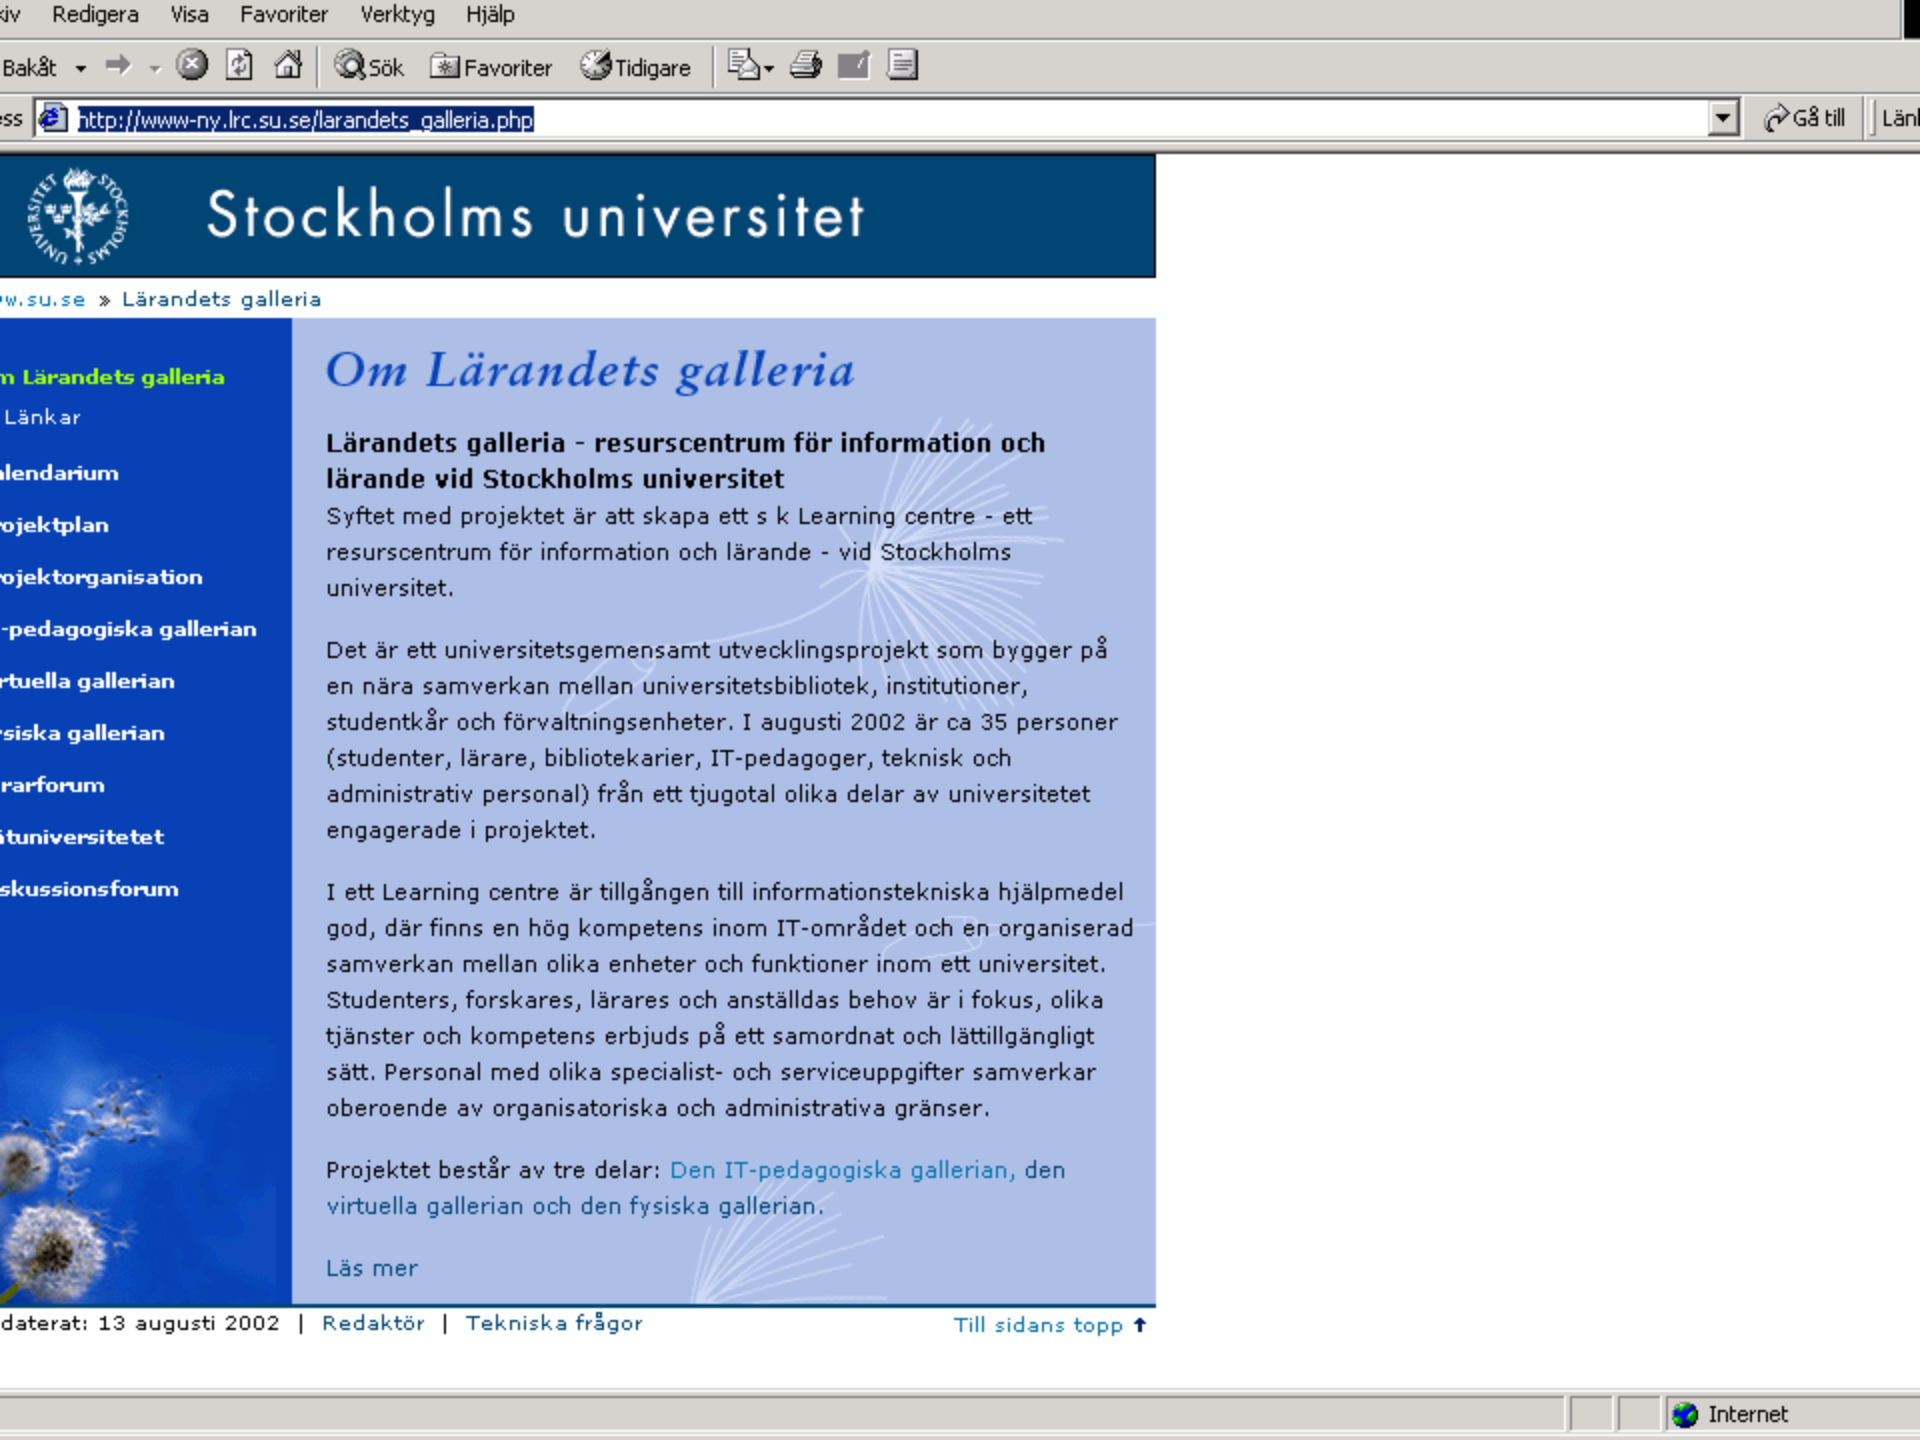 Redigera Visa Favoriter Verktyg Hjälp
Bakåt Sök Favoriter Tidigare
http://www-ny.lrc.su.se/larandets_galleria.php Gå till
STOCKHOLMS UNIVERSITET
Stockholms universitet
w.su.se » Lärandets galleria
Lärandets galleria
Länkar
lendarium
ojektplan
ojektorganisation
-pedagogiska gallerian
rtuella gallerian
siska gallerian
rarforum
ätuniversitetet
skussionsforum
Om Lärandets galleria
Lärandets galleria - resurscentrum för information och
lärande vid Stockholms universitet
Syftet med projektet är att skapa ett s k Learning centre - ett
resurscentrum för information och lärande - vid Stockholms
universitet.
Det är ett universitetsgemensamt utvecklingsprojekt som bygger på
en nära samverkan mellan universitetsbibliotek, institutioner,
studentkår och förvaltningsenheter. I augusti 2002 är ca 35 personer
(studenter, lärare, bibliotekarier, IT-pedagoger, teknisk och
administrativ personal) från ett tjugotal olika delar av universitetet
engagerade i projektet.
I ett Learning centre är tillgången till informationstekniska hjälpmedel
god, där finns en hög kompetens inom IT-området och en organiserad
samverkan mellan olika enheter och funktioner inom ett universitet.
Studenters, forskares, lärares och anställdas behov är i fokus, olika
tjänster och kompetens erbjuds på ett samordnat och lättillgängligt
sätt. Personal med olika specialist- och serviceuppgifter samverkar
oberoende av organisatoriska och administrativa gränser.
Projektet består av tre delar: Den IT-pedagogiska gallerian, den
virtuella gallerian och den fysiska gallerian.
Läs mer
daterat: 13 augusti 2002 | Redaktör | Tekniska frågor Till sidans topp
Internet